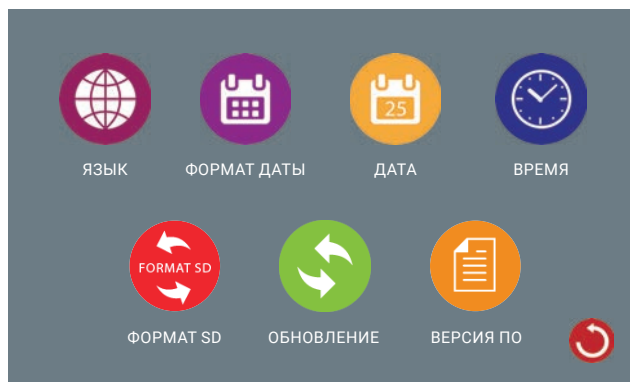 ЯЗЫК
ФОРМАТ ДАТЫ
25
ДАТА
ВРЕМЯ
FORMAT SD
ФОРМАТ SD
ОБНОВЛЕНИЕ
ВЕРСИЯ ПО